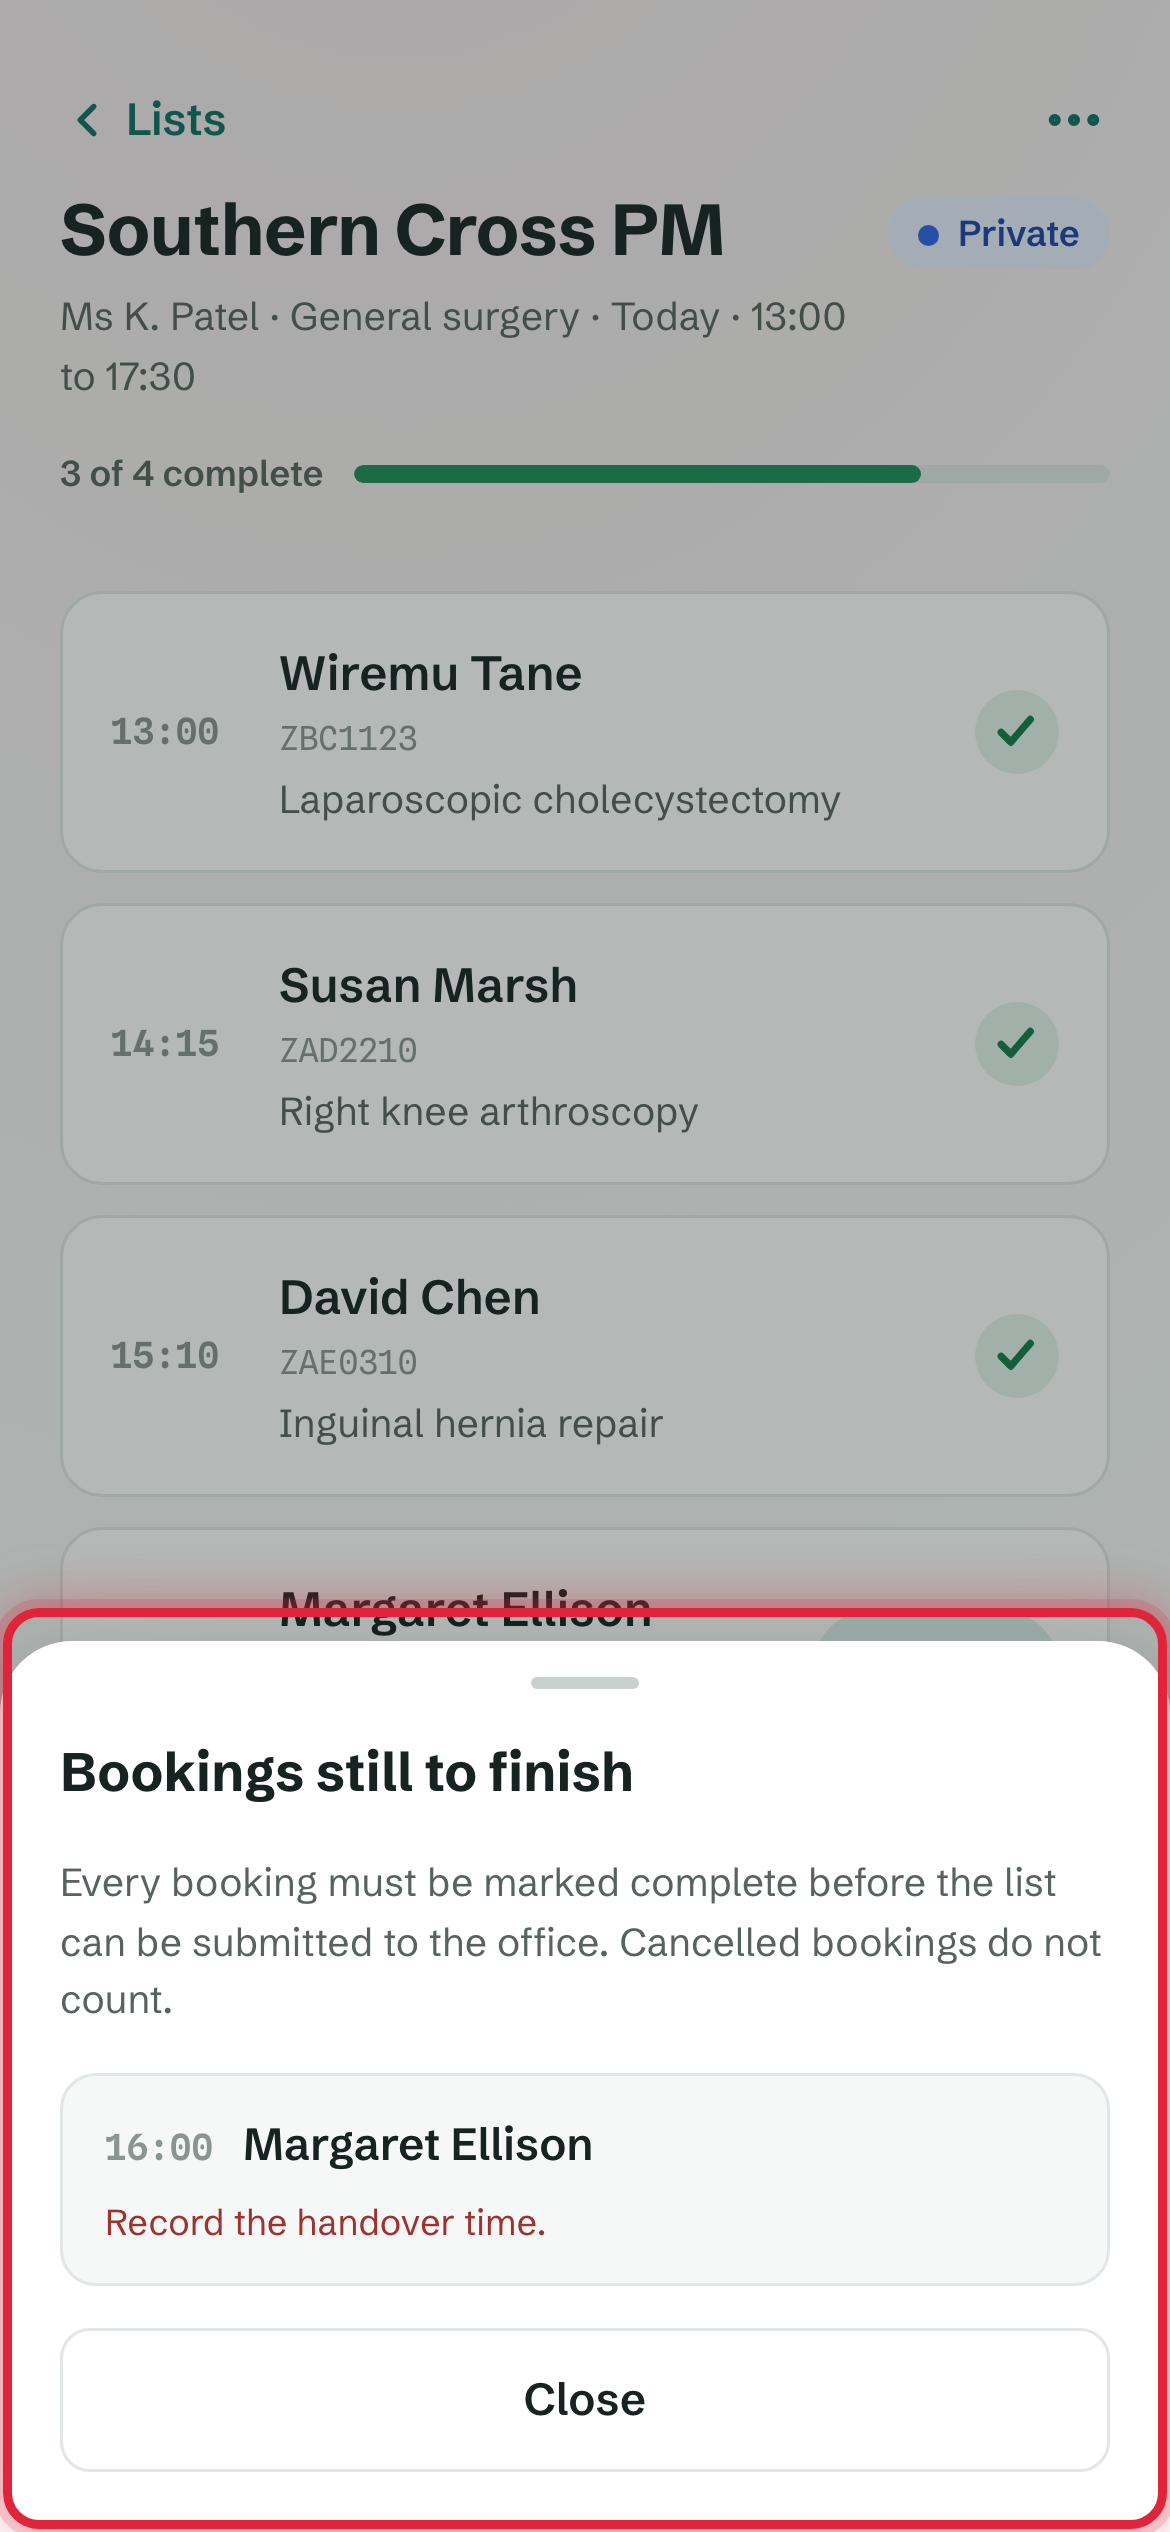 Lists
Southern Cross PM
Private
Ms K. Patel · General surgery · Today · 13:00
to 17:30
3 of 4 complete
Wiremu Tane
13:00
ZBC1123
Laparoscopic cholecystectomy
Susan Marsh
14:15
ZAD2210
Right knee arthroscopy
David Chen
15:10
ZAE0310
Inguinal hernia repair
Margaret Ellison
Bookings still to finish
Every booking must be marked complete before the list
can be submitted to the office. Cancelled bookings do not
count.
16:00 Margaret Ellison
Record the handover time.
Close